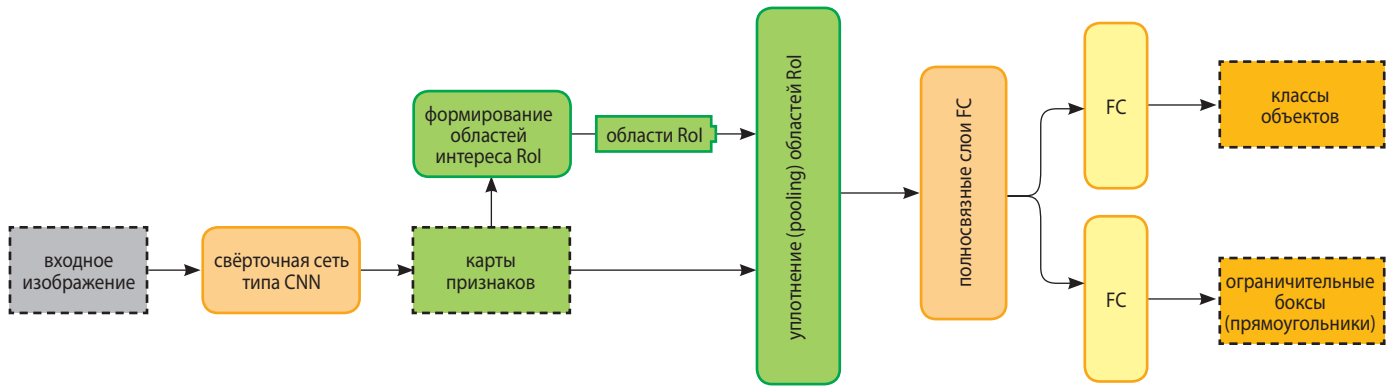 входное
изображение
свёрточная сеть
типа CNN
карты
признаков
формирование
областей
интереса RoI
области RoI
уплотнение (pooling) областей RoI
полносвязные слои FC
FC
классы
объектов
FC
ограничительные
боксы
(прямоугольники)